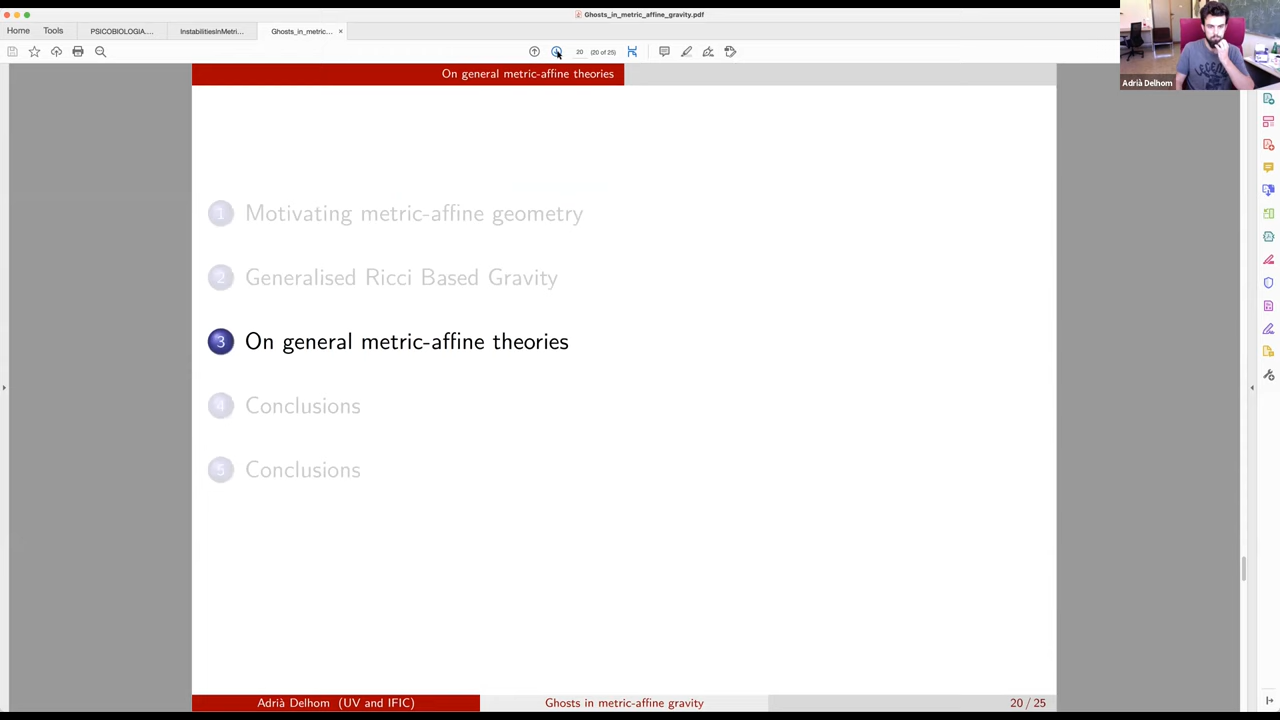 Ghosts_in_metric_affine_gravity.pdf
Home
Tools
PSICOBIOLOGIA....
InstabilitiesInMetri...
Ghosts_in_metric... ×
20 (20 of 25)
Adrià Delhom
On general metric-affine theories
1 Motivating metric-affine geometry
2 Generalised Ricci Based Gravity
3 On general metric-affine theories
4 Conclusions
5 Conclusions
Adrià Delhom (UV and IFIC)
Ghosts in metric-affine gravity
20 / 25